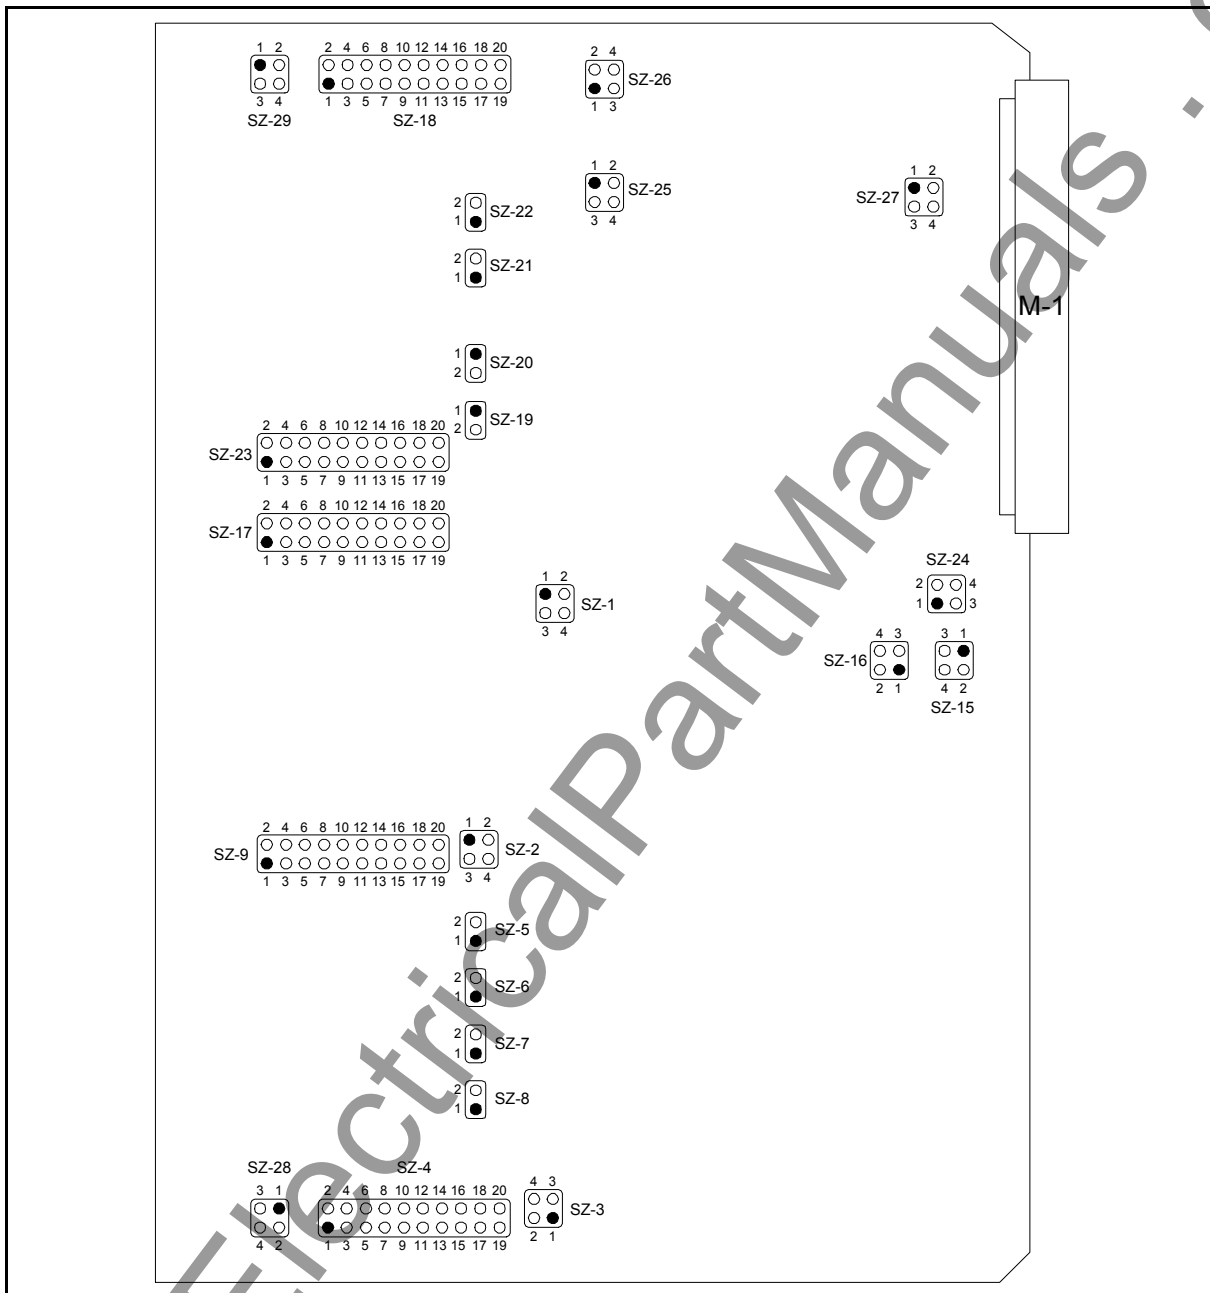 1 2
2 4 6 8 10 12 14 16 18 20
3 4
1 3 5 7 9 11 13 15 17 19
SZ-29
SZ-18
2 4
1 3
SZ-26
1 2
3 4
SZ-25
1 2
SZ-27
3 4
2
1
SZ-22
2
1
SZ-21
M-1
1
2
SZ-20
1
2
SZ-19
2 4 6 8 10 12 14 16 18 20
SZ-23
1 3 5 7 9 11 13 15 17 19
2 4 6 8 10 12 14 16 18 20
SZ-17
1 3 5 7 9 11 13 15 17 19
SZ-24
2 4
1 3
1 2
SZ-1
3 4
4 3
SZ-16
2 1
3 1
4 2
SZ-15
2 4 6 8 10 12 14 16 18 20
SZ-9
1 3 5 7 9 11 13 15 17 19
1 2
SZ-2
3 4
2
1
SZ-5
2
1
SZ-6
2
1
SZ-7
2
1
SZ-8
SZ-28
SZ-4
3 1
2 4 6 8 10 12 14 16 18 20
4 2
1 3 5 7 9 11 13 15 17 19
4 3
SZ-3
2 1
ElectricalPartManuals .